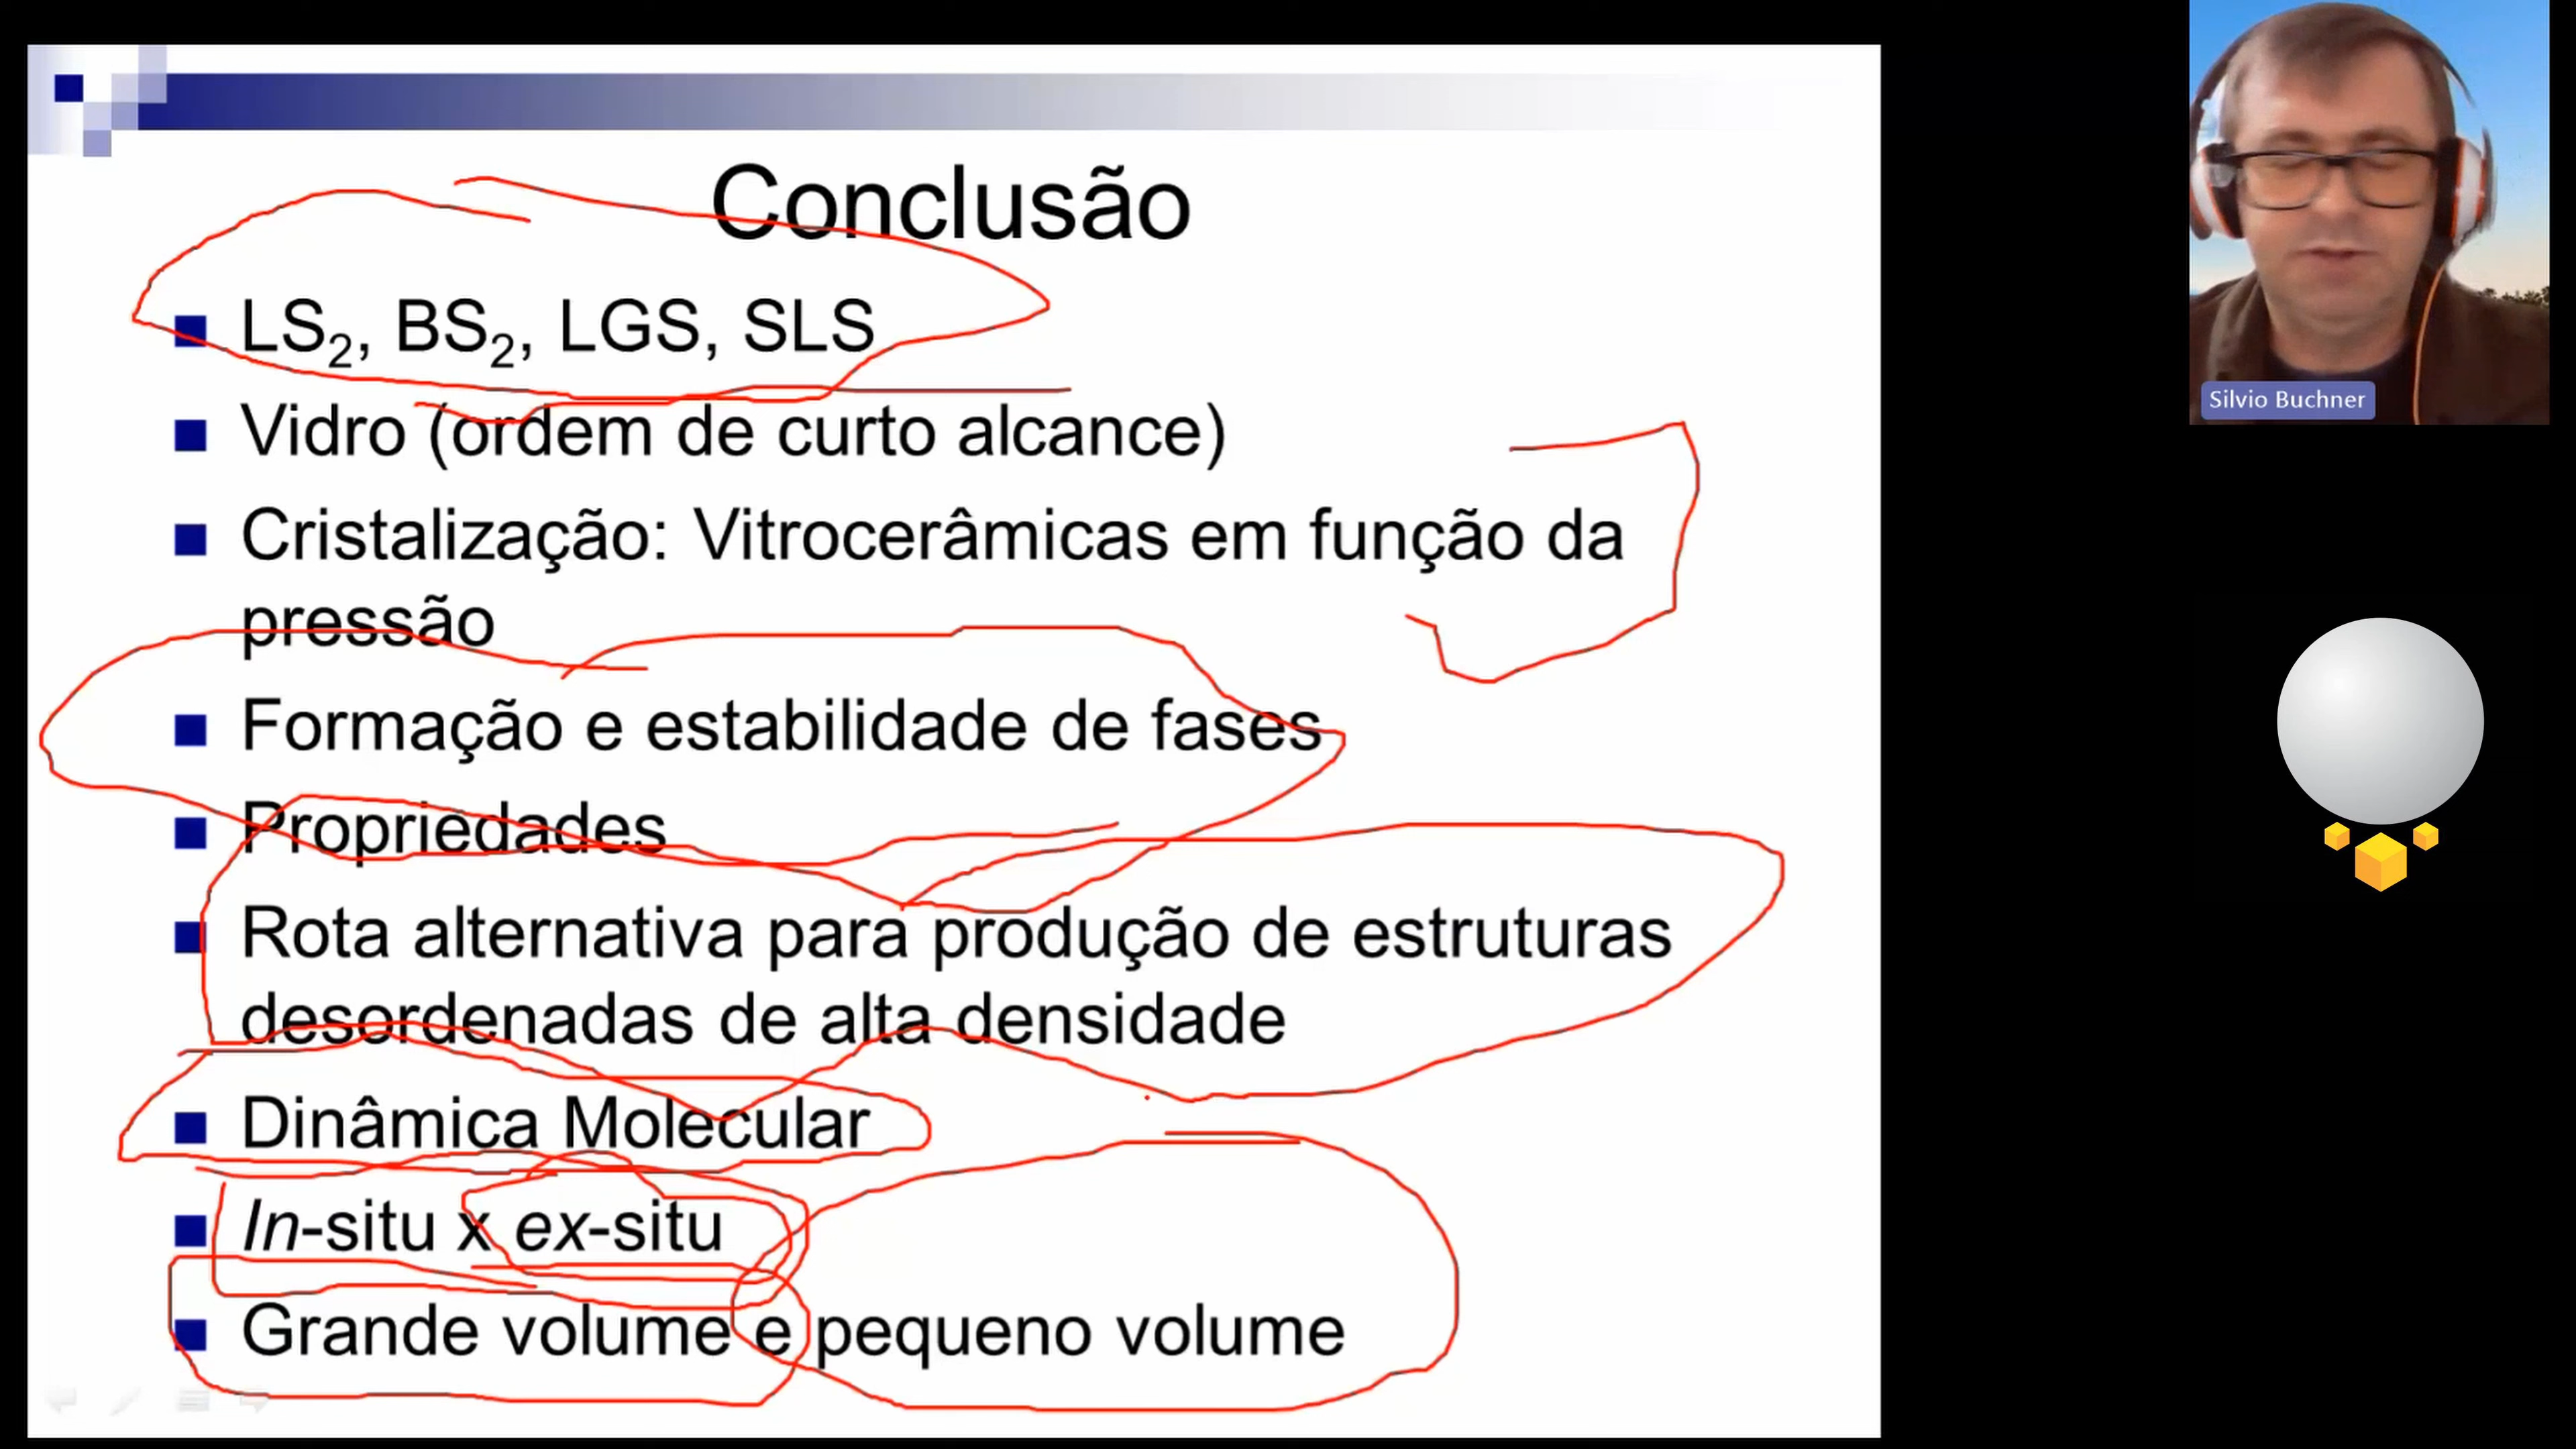 Conclusão
LS₂, BS₂, LGS, SLS
Vidro (ordem de curto alcance)
Cristalização: Vitrocerâmicas em função da
pressão
Formação e estabilidade de fases
Propriedades
Rota alternativa para produção de estruturas
desordenadas de alta densidade
Dinâmica Molecular
In-situ x ex-situ
Grande volume e pequeno volume
Silvio Buchner